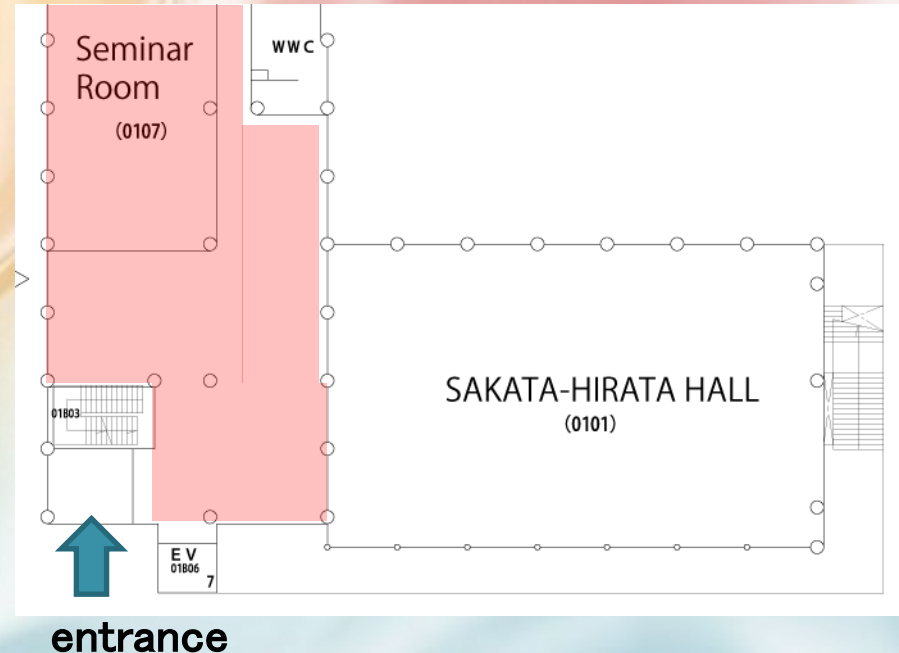 Seminar
Room
(0107)
WWC
SAKATA-HIRATA HALL
(0101)
01B03
EV
01B06
7
entrance